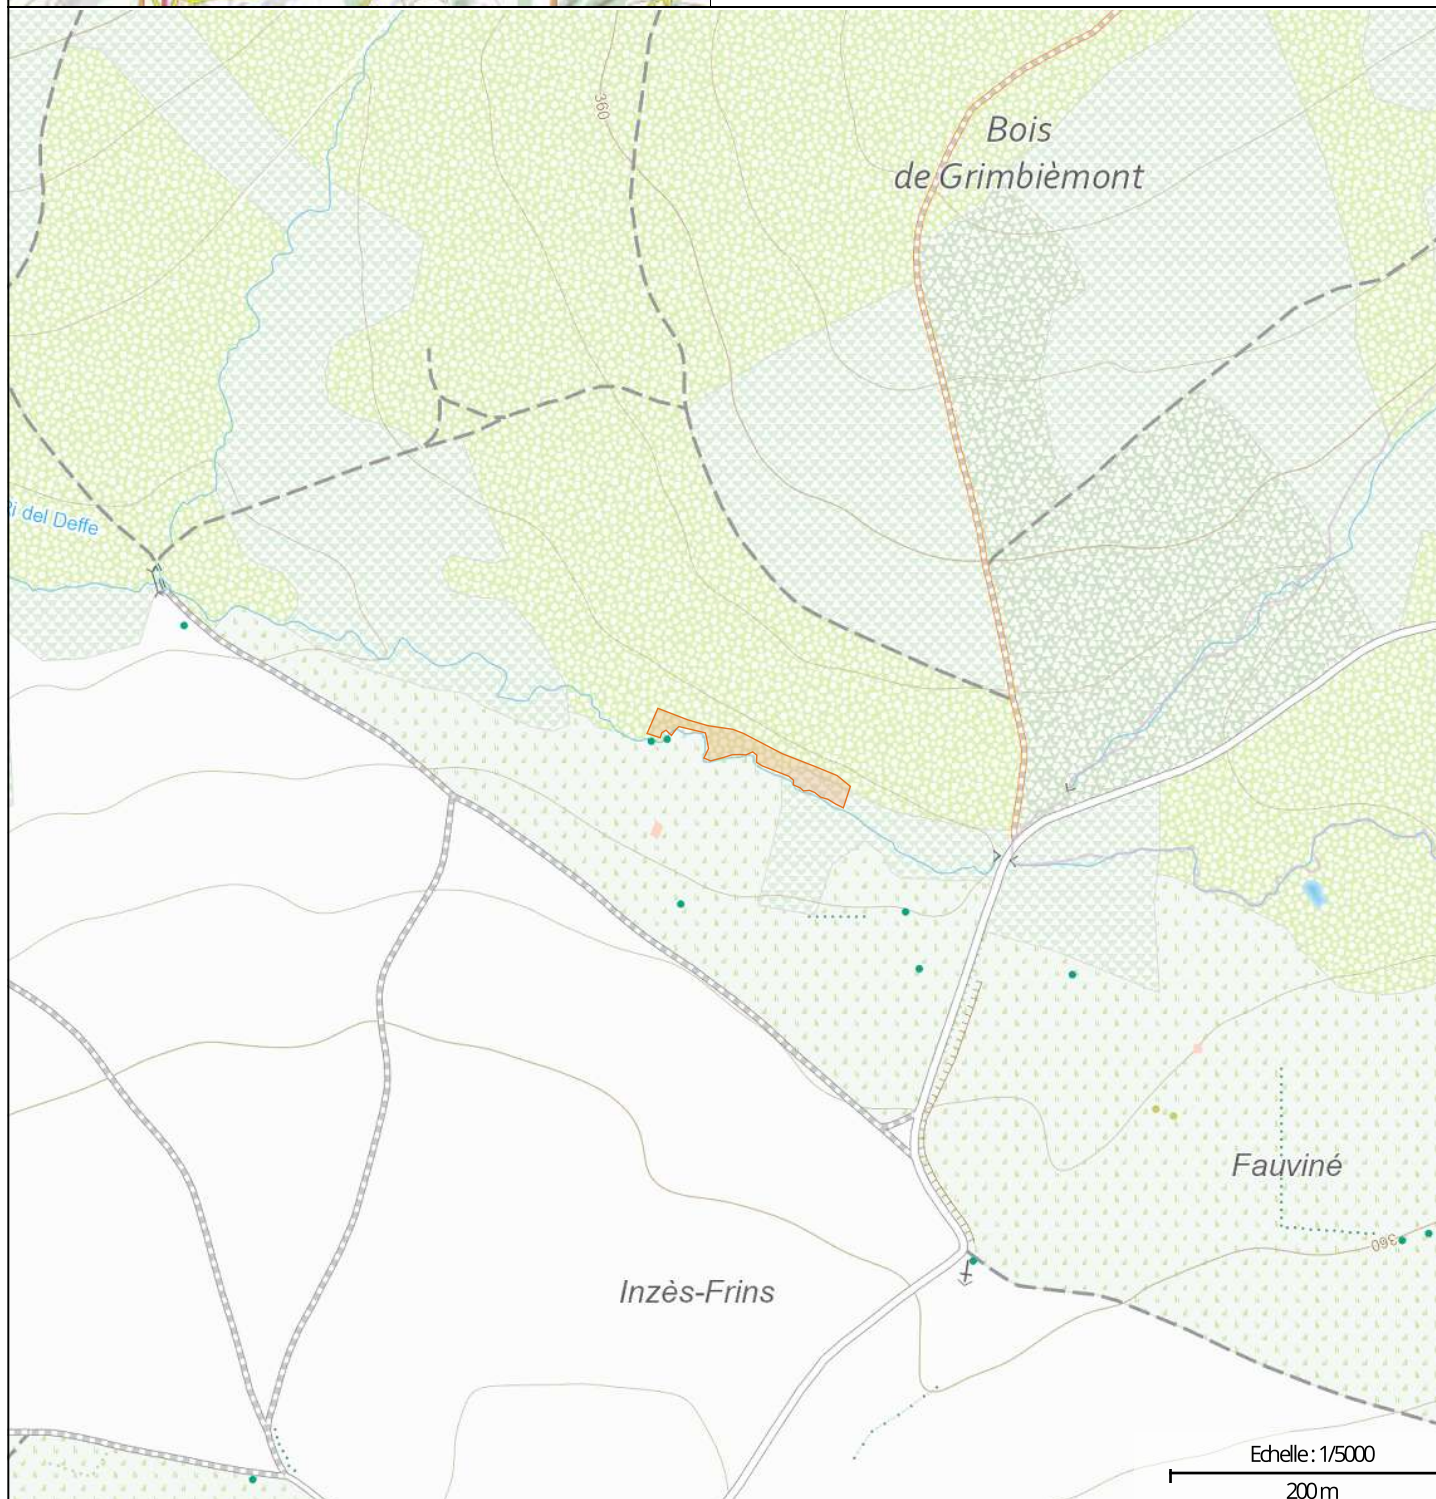 360
Bois
de Grimbièmont
i del Deffe
Fauviné
360
Inzès-Frins
Echelle : 1/5000
200 m